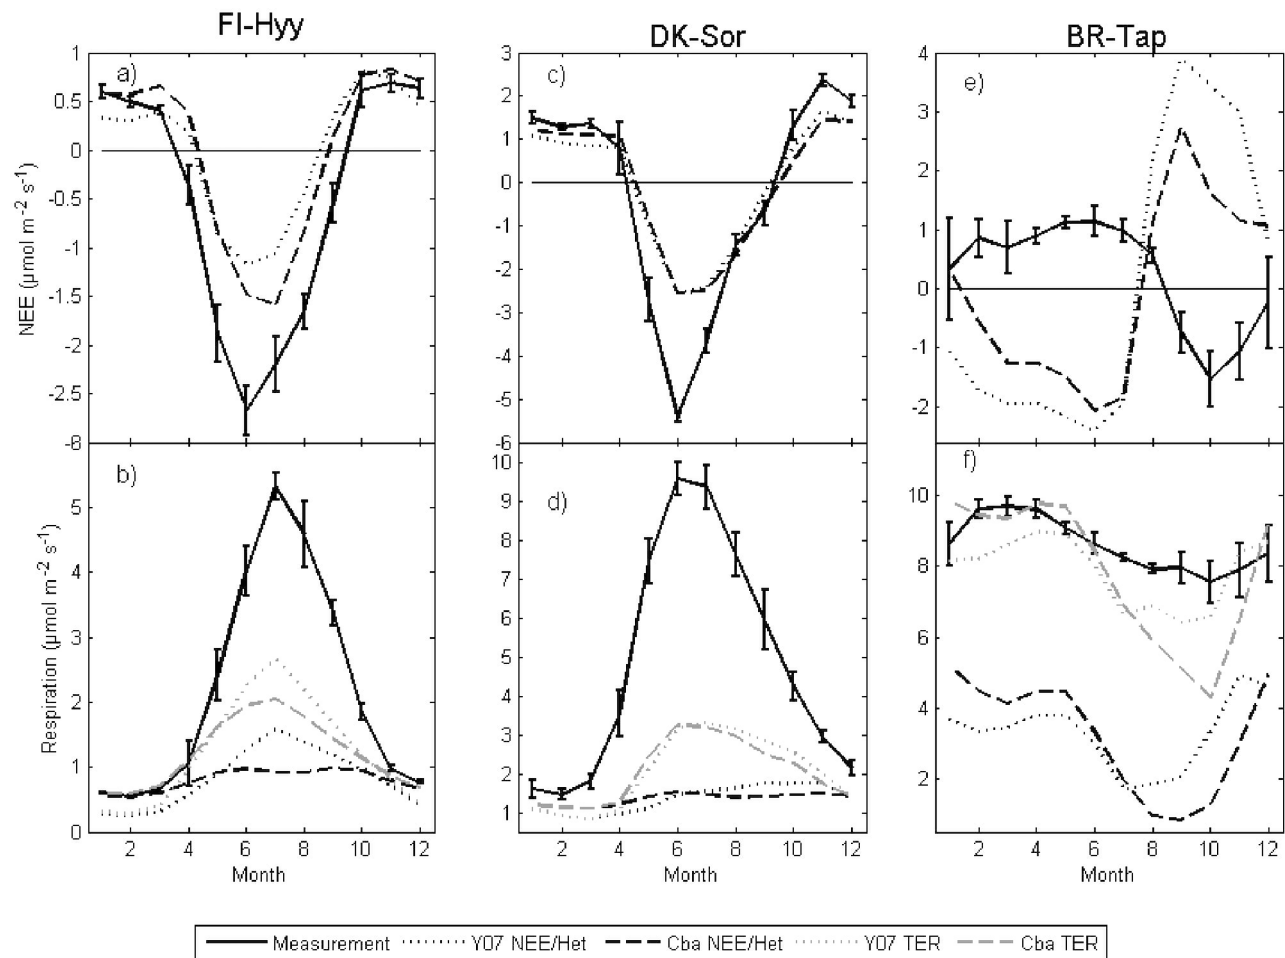 FI-Hyy
DK-Sor
BR-Tap
a)
c)
e)
1
0.5
0
-0.5
-1
-1.5
-2
-2.5
3
2
1
0
-1
-2
-3
-4
-5
-6
4
3
2
1
0
-1
-2
NEE (µmol m-2 s-1)
b)
d)
f)
5
4
3
2
1
0
10
9
8
7
6
5
4
3
2
1
10
8
6
4
2
Respiration (µmol m-2 s-1)
2 4 6 8 10 12
2 4 6 8 10 12
2 4 6 8 10 12
Month
Month
Month
Measurement Y07 NEE/Het Cba NEE/Het Y07 TER Cba TER